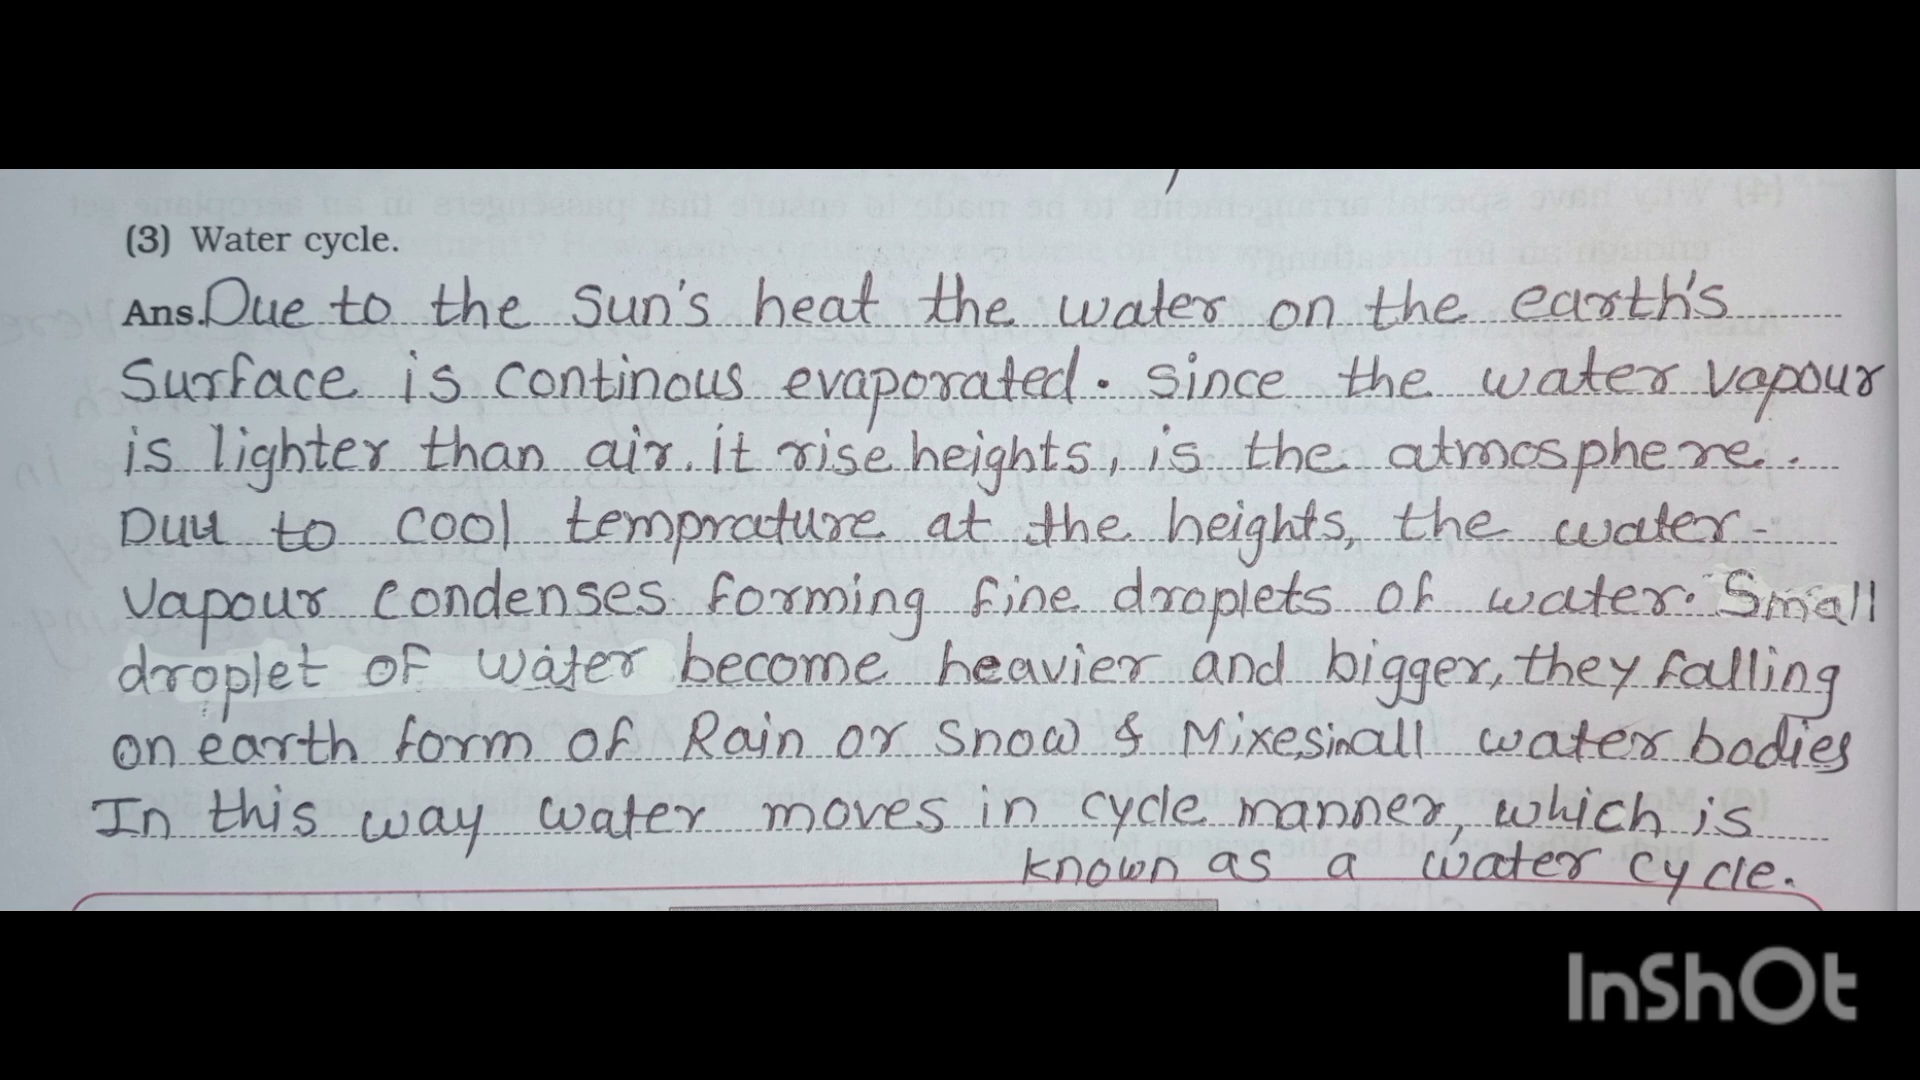 (3) Water cycle.
Ans. Due to the Sun's heat the water on the earth's
Surface is continous evaporated. Since the water vapour
is lighter than air. it rise heights, is the atmosphere.
Duu to cool temprature at the heights, the water-
Vapour condenses forming fine droplets of water. Small
droplet of water become heavier and bigger, they falling
on earth form of Rain or Snow & Mixes in all water bodies
In this way water moves in cycle manner, which is
known as a water cycle.
InShOt